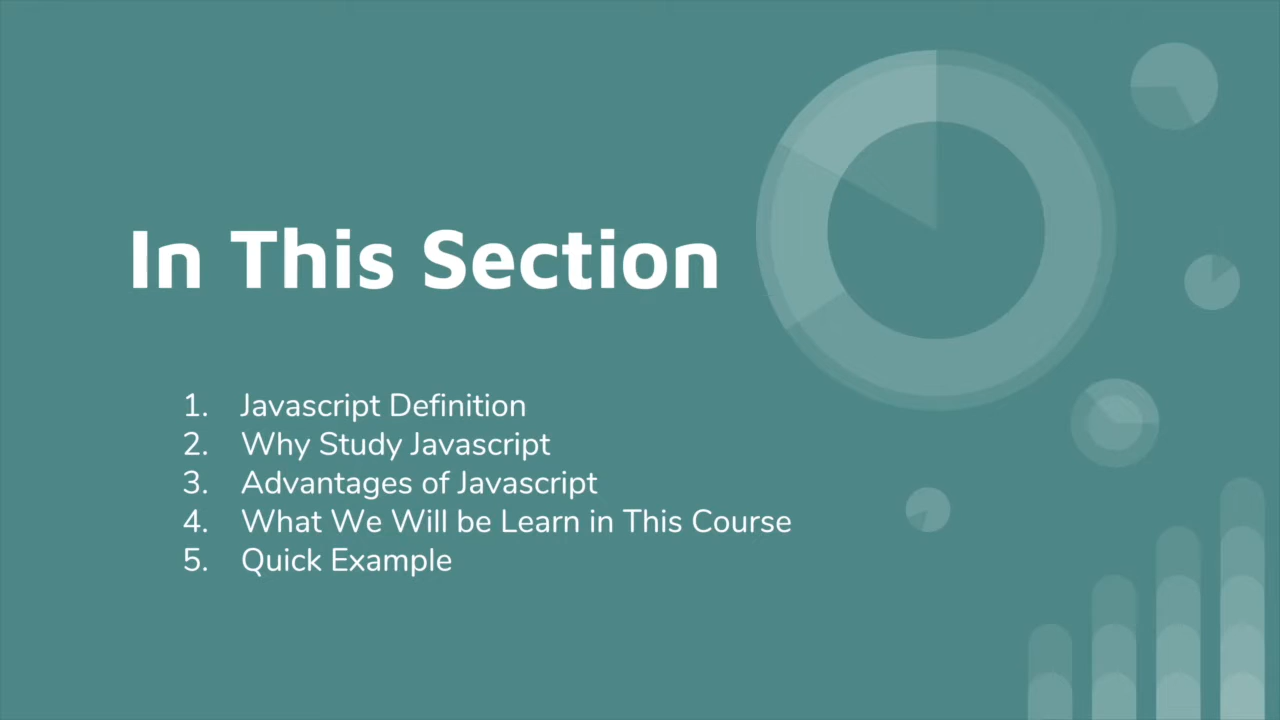 In This Section
1. Javascript Definition
2. Why Study Javascript
3. Advantages of Javascript
4. What We Will be Learn in This Course
5. Quick Example